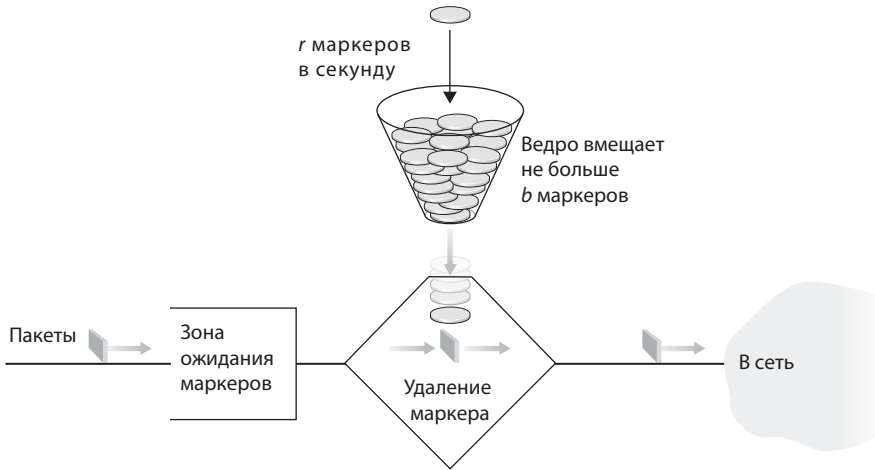 r маркеров
в секунду
Ведро вмещает
не больше
b маркеров
Пакеты
Зона
ожидания
маркеров
Удаление
маркера
В сеть